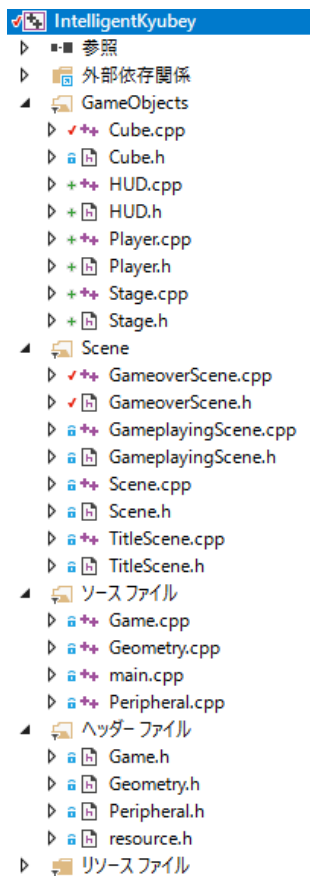 IntelligentKyubey
参照
外部依存関係
GameObjects
Cube.cpp
Cube.h
HUD.cpp
HUD.h
Player.cpp
Player.h
Stage.cpp
Stage.h
Scene
GameoverScene.cpp
GameoverScene.h
GameplayingScene.cpp
GameplayingScene.h
Scene.cpp
Scene.h
TitleScene.cpp
TitleScene.h
ソース ファイル
Game.cpp
Geometry.cpp
main.cpp
Peripheral.cpp
ヘッダー ファイル
Game.h
Geometry.h
Peripheral.h
resource.h
リソース ファイル